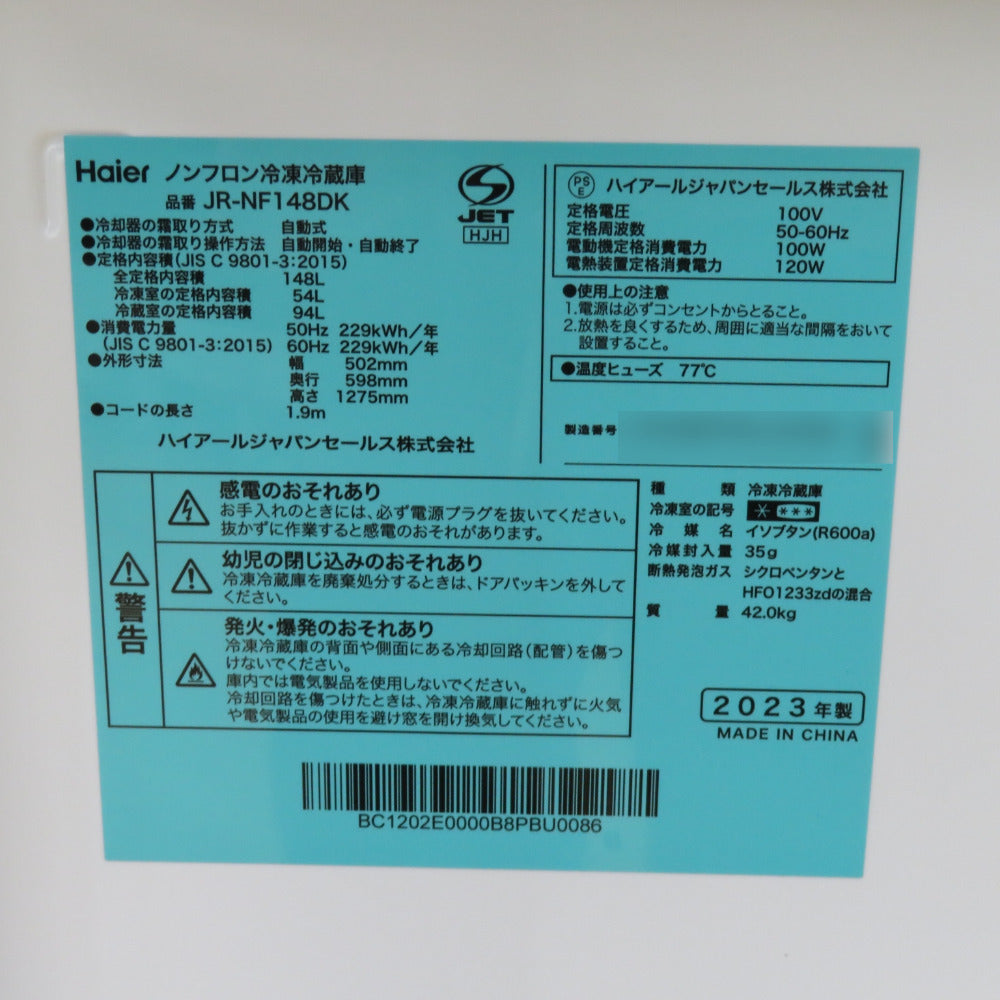 Haier ノンフロン冷凍冷蔵庫
品番 JR-NF148DK
●冷却器の霜取り方式 自動式
●冷却器の霜取り操作方法 自動開始・自動終了
●定格内容積(JIS C 9801-3:2015)
全定格内容積 148L
冷凍室の定格内容積 54L
冷蔵室の定格内容積 94L
●消費電力量 50Hz 229kWh/年
(JIS C 9801-3:2015) 60Hz 229kWh/年
●外形寸法 幅 502mm
奥行 598mm
高さ 1275mm
●コードの長さ 1.9m
ハイアールジャパンセールス株式会社
JET
HJH
PS
E
ハイアールジャパンセールス株式会社
定格電圧 100V
定格周波数 50-60Hz
電動機定格消費電力 100W
電熱装置定格消費電力 120W
●使用上の注意
1.電源は必ずコンセントからとること。
2.放熱を良くするため、周囲に適当な間隔をおいて
設置すること。
●温度ヒューズ 77℃
製造番号
警告
感電のおそれあり
お手入れのときには、必ず電源プラグを抜いてください。
抜かずに作業すると感電のおそれがあります。
幼児の閉じ込みのおそれあり
冷凍冷蔵庫を廃棄処分するときは、ドアパッキンを外して
ください。
発火・爆発のおそれあり
冷凍冷蔵庫の背面や側面にある冷却回路(配管)を傷つ
けないでください。
庫内では電気製品を使用しないでください。
冷却回路を傷つけたときは、冷凍冷蔵庫に触れずに火気
や電気製品の使用を避け窓を開け換気してください。
種類 冷凍冷蔵庫
冷凍室の記号
冷媒名 イソブタン(R600a)
冷媒封入量 35g
断熱発泡ガス シクロペンタンと
HFO1233zdの混合
質量 42.0kg
2023年製
MADE IN CHINA
BC1202E0000B8PBU0086